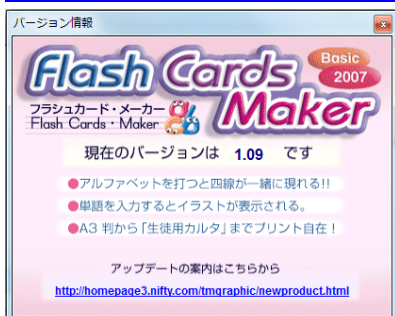 バージョン情報
Flash Cards Maker
Basic 2007
フラシュカード・メーカー
Flash Cards・Maker
現在のバージョンは 1.09 です
●アルファベットを打つと四線が一緒に現れる!!
●単語を入力するとイラストが表示される。
●A3 判から「生徒用カルタ」までプリント自在！
アップデートの案内はこちらから
http://homepage3.nifty.com/tmgraphic/newproduct.html